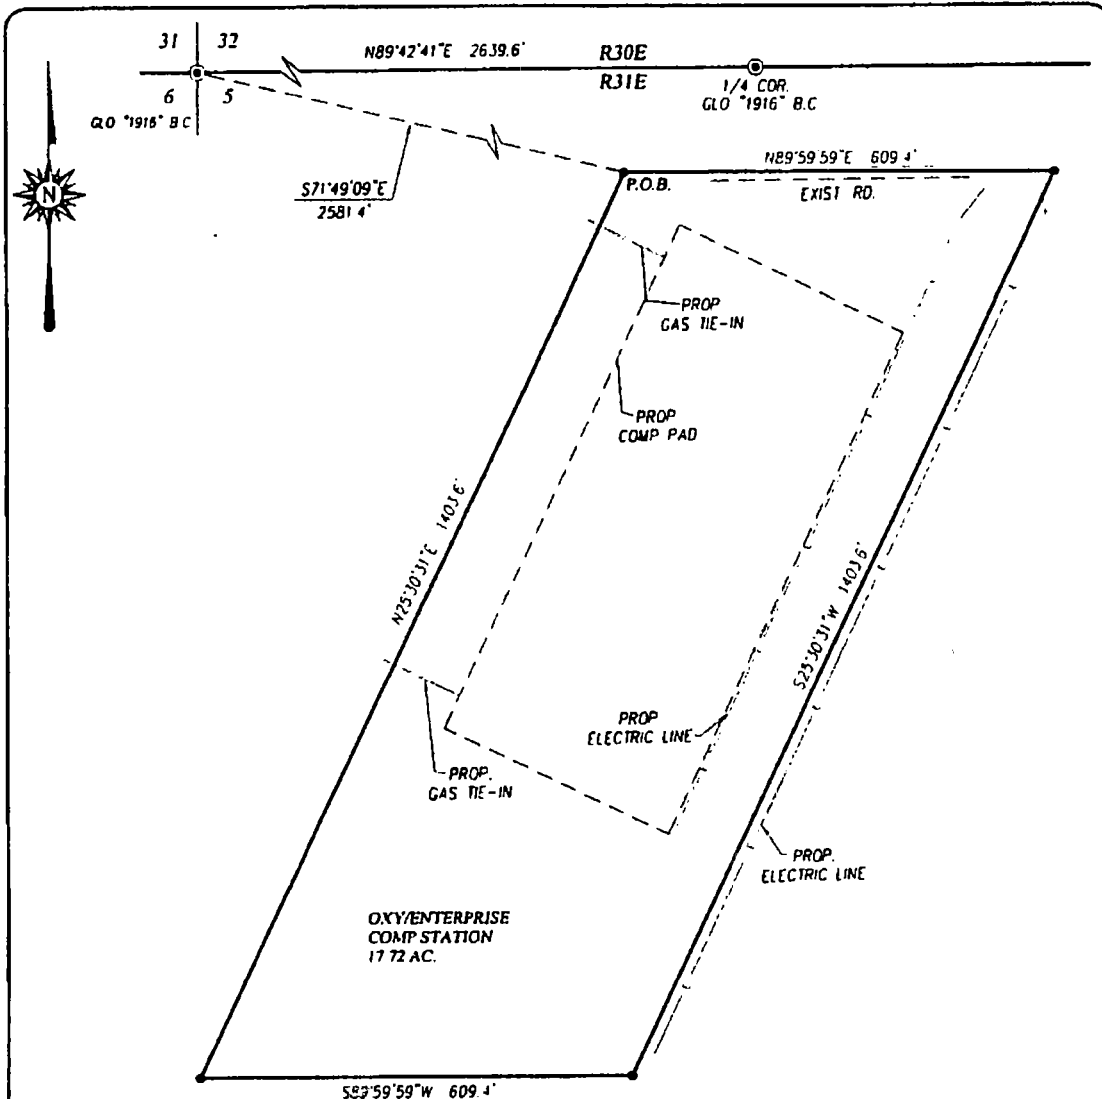 31 32
N89°42'41"E 2639.6'
R30E
R31E
6 5
GLO "1916" B.C
1/4 COR.
GLO "1916" B.C
N
S71°49'09"E
2581 4'
N89°59'59"E 609 4'
P.O.B.
EXIST RD.
PROP
GAS TIE-IN
PROP
COMP PAD
N25°30'31"E 1403 6'
S25°30'31"W 1403 6'
PROP
ELECTRIC LINE
PROP.
GAS TIE-IN
PROP.
ELECTRIC LINE
OXY/ENTERPRISE
COMP STATION
17 72 AC.
S89°59'59"W 609.4'